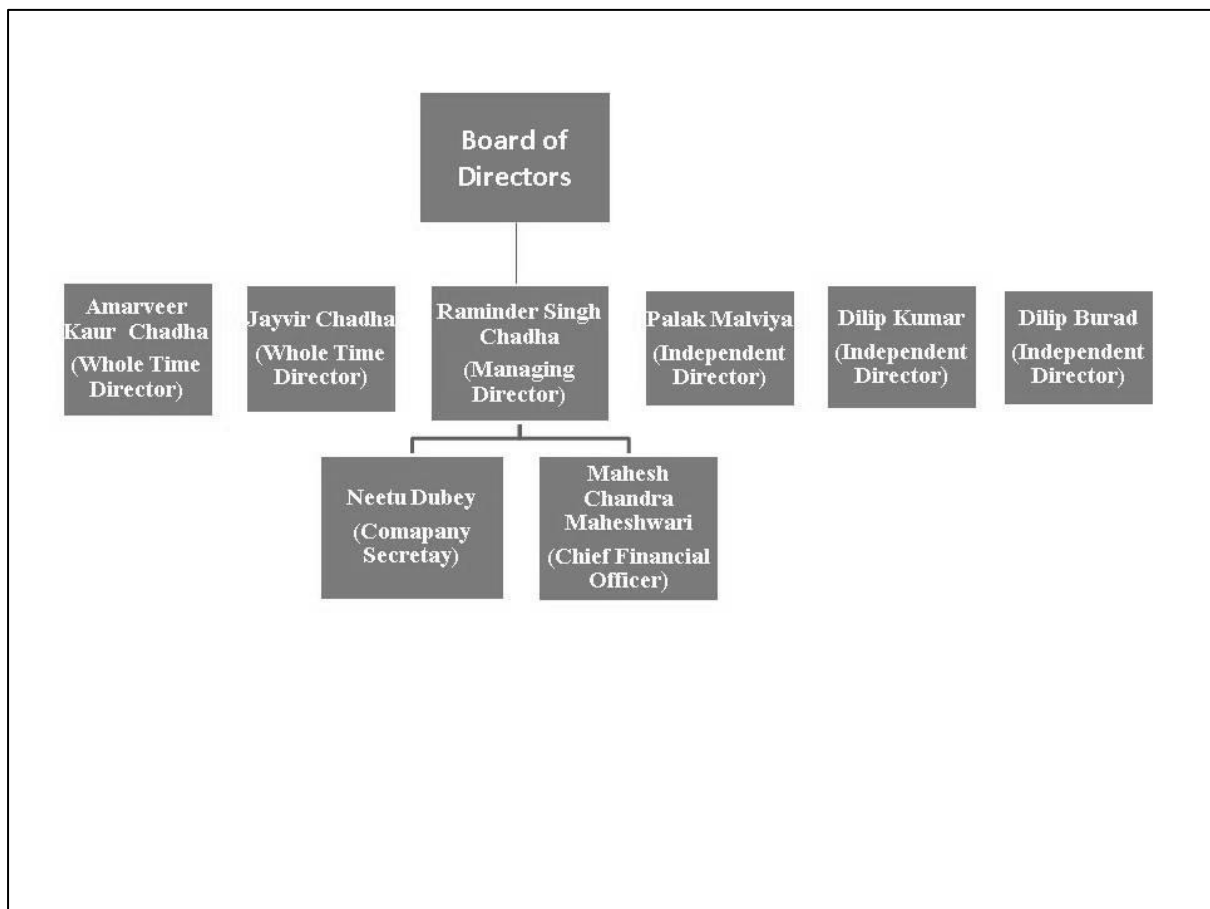 Board of
Directors
Amarveer
Kaur Chadha
(Whole Time
Director)
Jayvir Chadha
(Whole Time
Director)
Raminder Singh
Chadha
(Managing
Director)
Palak Malviya
(Independent
Director)
Dilip Kumar
(Independent
Director)
Dilip Burad
(Independent
Director)
Neetu Dubey
(Comapany
Secretay)
Mahesh
Chandra
Maheshwari
(Chief Financial
Officer)